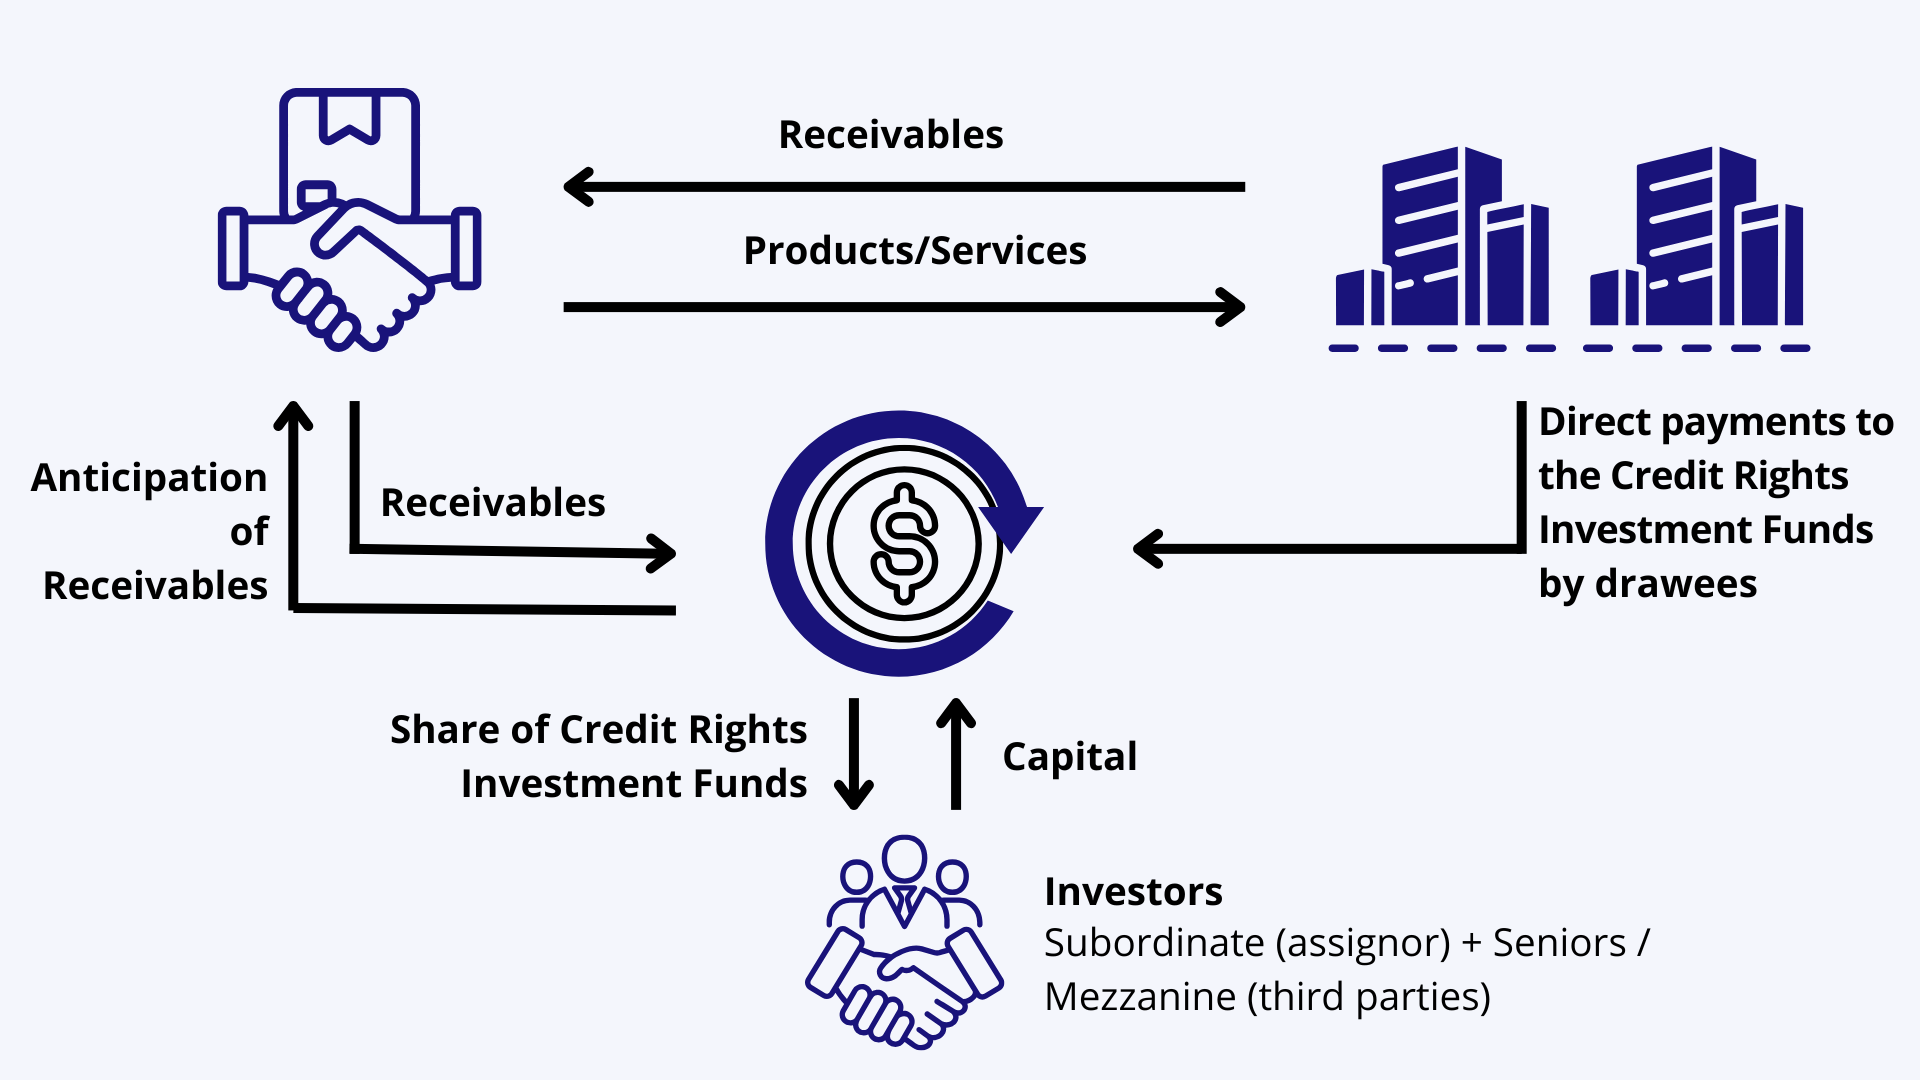 Receivables
Products/Services
Anticipation
of
Receivables
Receivables
Direct payments to
the Credit Rights
Investment Funds
by drawees
Share of Credit Rights
Investment Funds
Capital
Investors
Subordinate (assignor) + Seniors /
Mezzanine (third parties)